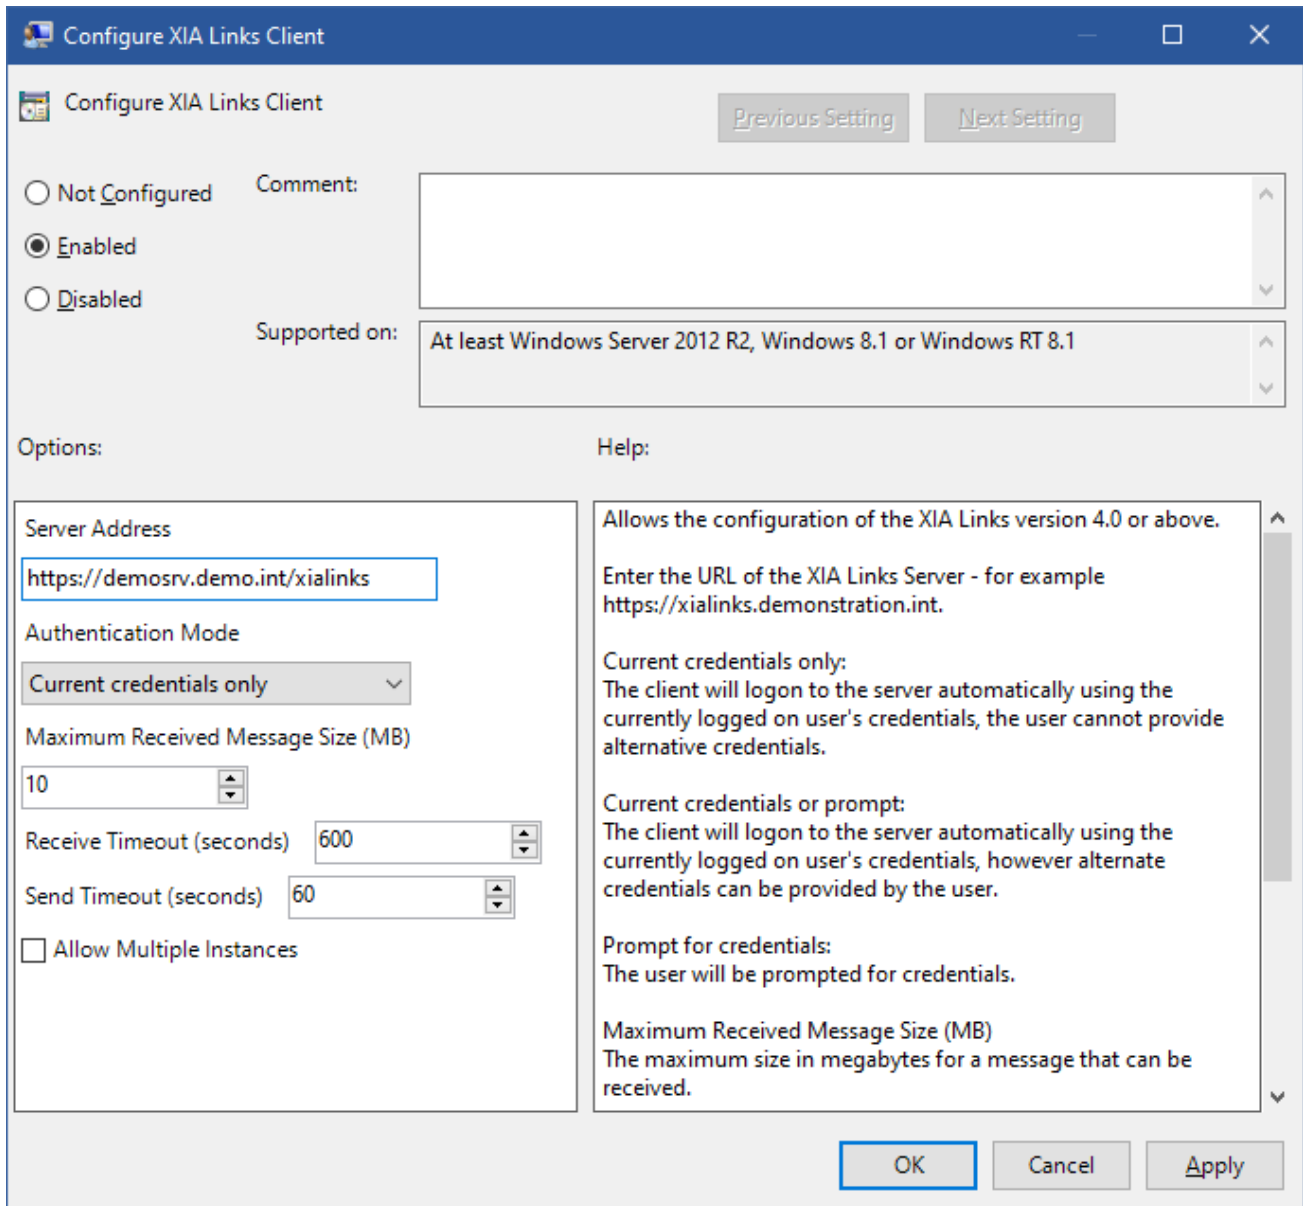 Configure XIA Links Client
Configure XIA Links Client
Previous Setting
Next Setting
Not Configured
Enabled
Disabled
Comment:
Supported on:
At least Windows Server 2012 R2, Windows 8.1 or Windows RT 8.1
Options:
Help:
Server Address
https://demosrv.demo.int/xialinks
Authentication Mode
Current credentials only
Maximum Received Message Size (MB)
10
Receive Timeout (seconds)
600
Send Timeout (seconds)
60
Allow Multiple Instances
Allows the configuration of the XIA Links version 4.0 or above.
Enter the URL of the XIA Links Server - for example
https://xialinks.demonstration.int.
Current credentials only:
The client will logon to the server automatically using the
currently logged on user's credentials, the user cannot provide
alternative credentials.
Current credentials or prompt:
The client will logon to the server automatically using the
currently logged on user's credentials, however alternate
credentials can be provided by the user.
Prompt for credentials:
The user will be prompted for credentials.
Maximum Received Message Size (MB)
The maximum size in megabytes for a message that can be
received.
OK
Cancel
Apply